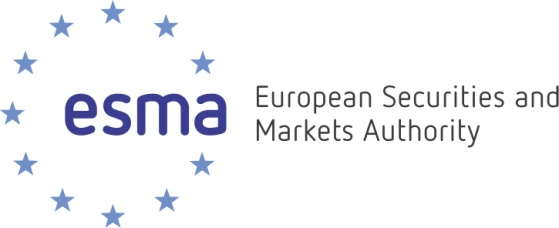 esma
European Securities and
Markets Authority